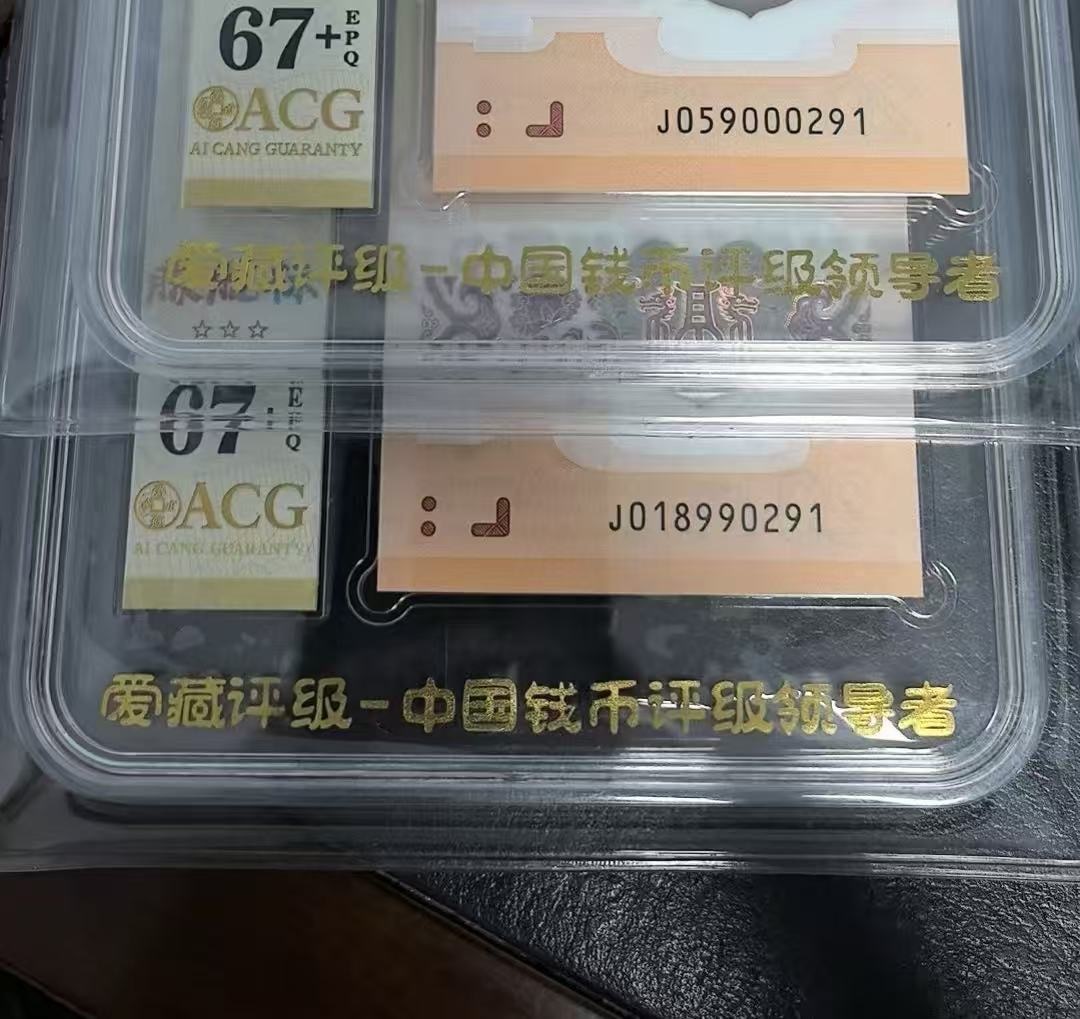 67+
EPQ
ACG
AI CANG GUARANTY
J059000291
爱藏评级-中国钱币评级领导者
☆☆☆
67
E
Q
ACG
AI CANG GUARANTY
J018990291
爱藏评级-中国钱币评级领导者